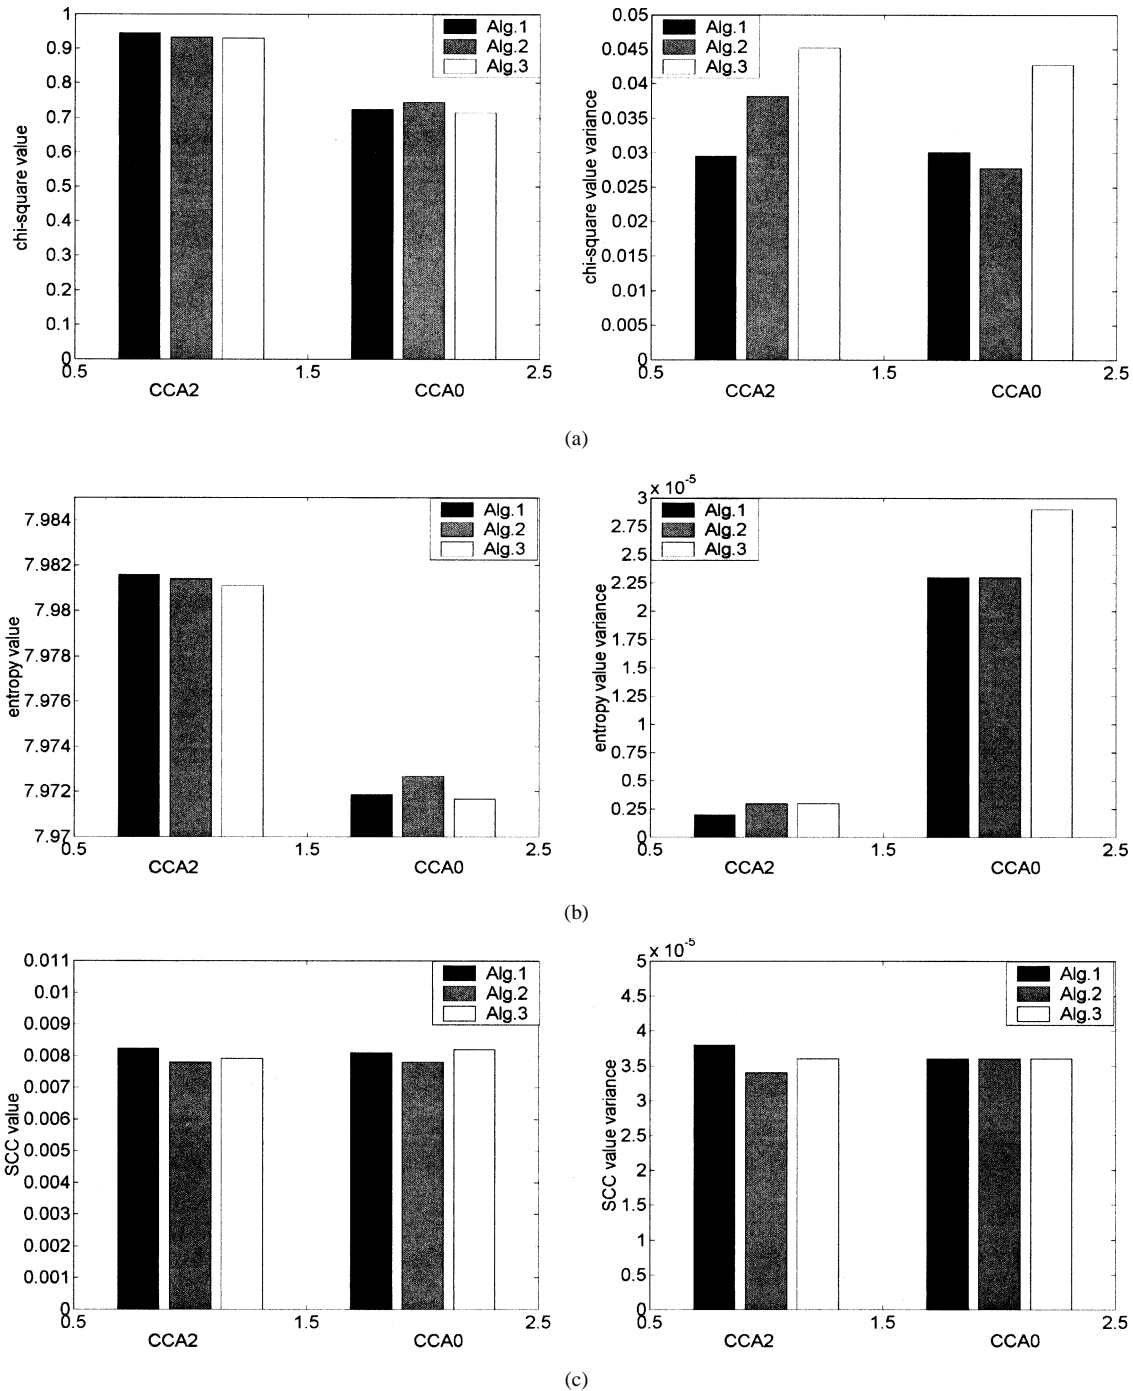 1
0.9
0.8
0.7
0.6
0.5
0.4
0.3
0.2
0.1
0
chi-square value
0.5
1.5
2.5
CCA2
CCA0
Alg.1
Alg.2
Alg.3
0.05
0.045
0.04
0.035
0.03
0.025
0.02
0.015
0.01
0.005
0
chi-square value variance
0.5
1.5
2.5
CCA2
CCA0
Alg.1
Alg.2
Alg.3
(a)
7.984
7.982
7.98
7.978
7.976
7.974
7.972
7.97
entropy value
0.5
1.5
2.5
CCA2
CCA0
Alg.1
Alg.2
Alg.3
x 10-5
3
2.75
2.5
2.25
2
1.75
1.5
1.25
1
0.75
0.5
0.25
0
entropy value variance
0.5
1.5
2.5
CCA2
CCA0
Alg.1
Alg.2
Alg.3
(b)
0.011
0.01
0.009
0.008
0.007
0.006
0.005
0.004
0.003
0.002
0.001
0
SCC value
0.5
1.5
2.5
CCA2
CCA0
Alg.1
Alg.2
Alg.3
x 10-5
5
4.5
4
3.5
3
2.5
2
1.5
1
0.5
0
SCC value variance
0.5
1.5
2.5
CCA2
CCA0
Alg.1
Alg.2
Alg.3
(c)